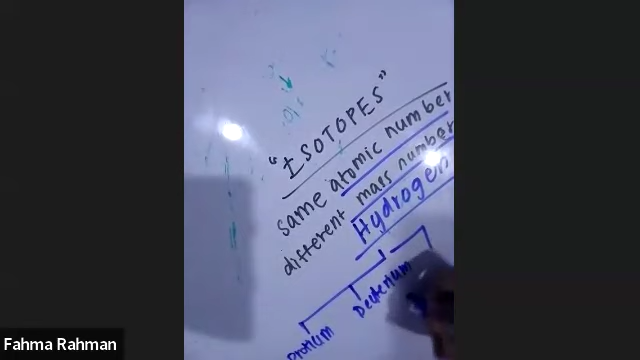 "ISOTOPES"
same atomic number
different mass number
Hydrogen
Protium Deuterium
Fahma Rahman